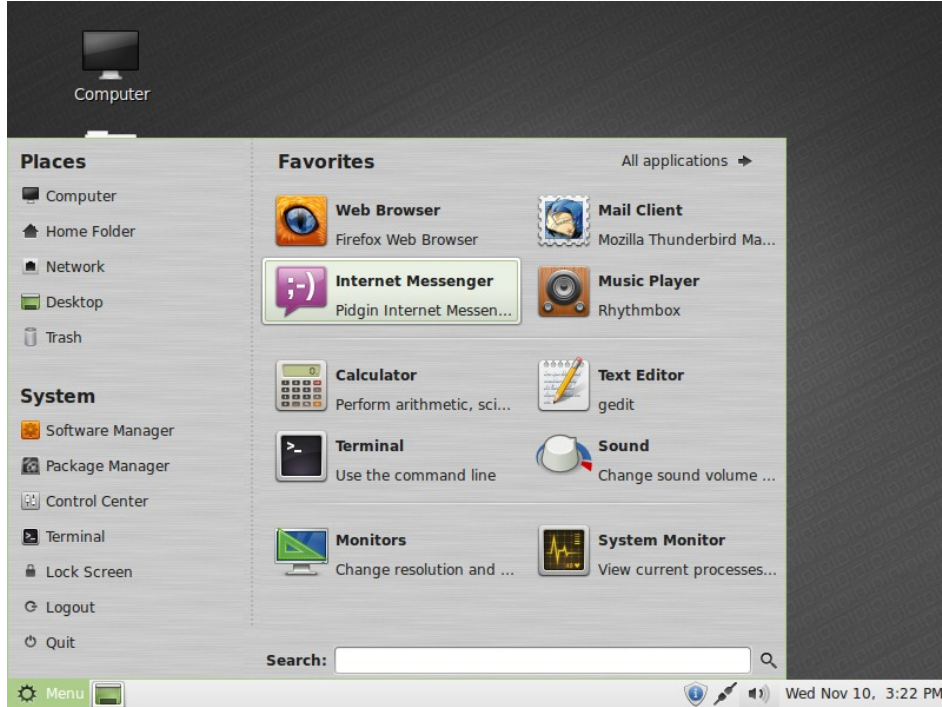 Computer
Places
Computer
Home Folder
Network
Desktop
Trash
System
Software Manager
Package Manager
Control Center
Terminal
Lock Screen
Logout
Quit
Favorites
All applications
Web Browser
Firefox Web Browser
Mail Client
Mozilla Thunderbird Ma...
;-)
Internet Messenger
Pidgin Internet Messen...
Music Player
Rhythmbox
0.
Calculator
Perform arithmetic, sci...
Text Editor
gedit
>_
Terminal
Use the command line
Sound
Change sound volume ...
Monitors
Change resolution and ...
System Monitor
View current processes...
Search:
Menu
Wed Nov 10, 3:22 PM